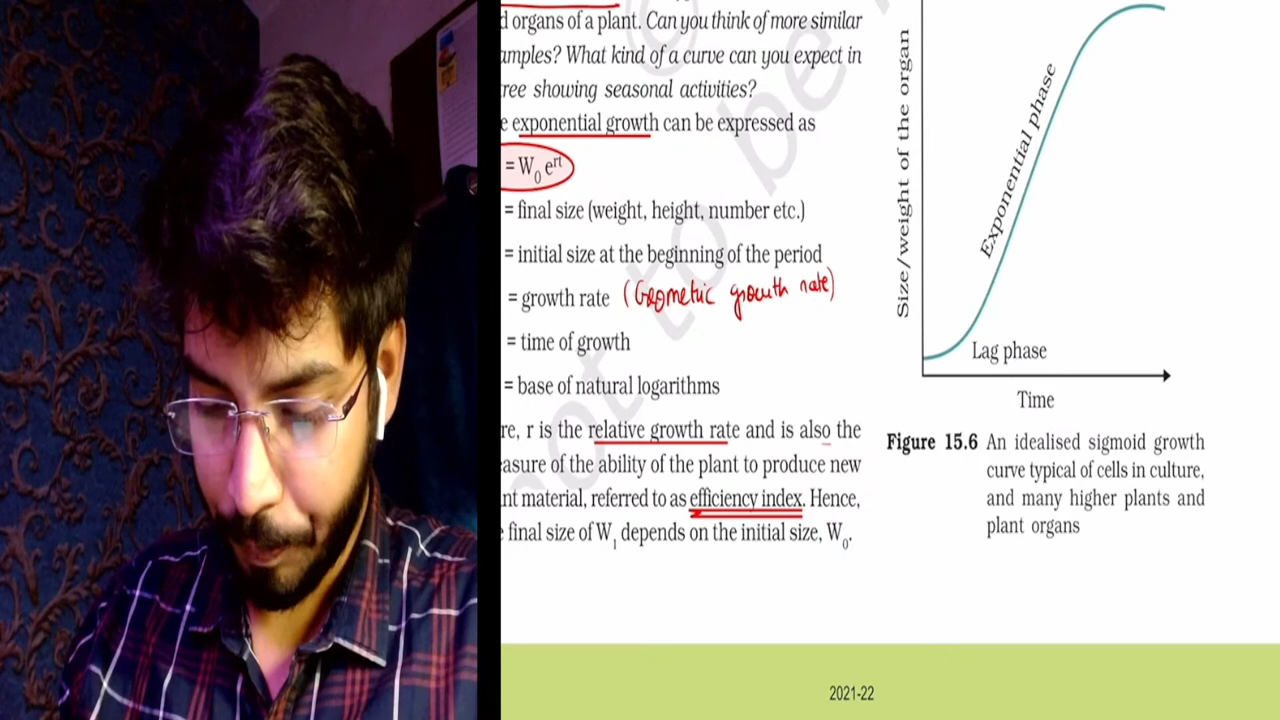 organs of a plant. Can you think of more similar
What kind of a curve can you expect in
showing seasonal activities?
exponential growth can be expressed as
= W0 e^rt
= final size (weight, height, number etc.)
= initial size at the beginning of the period
= growth rate (Geometric growth rate)
= time of growth
= base of natural logarithms
r is the relative growth rate and is also the
of the ability of the plant to produce new
material, referred to as efficiency index. Hence,
final size of W1 depends on the initial size, W0.
not to be ©
Size/weight of the organ
Exponential phase
Lag phase
Time
Figure 15.6 An idealised sigmoid growth
curve typical of cells in culture,
and many higher plants and
plant organs
2021-22